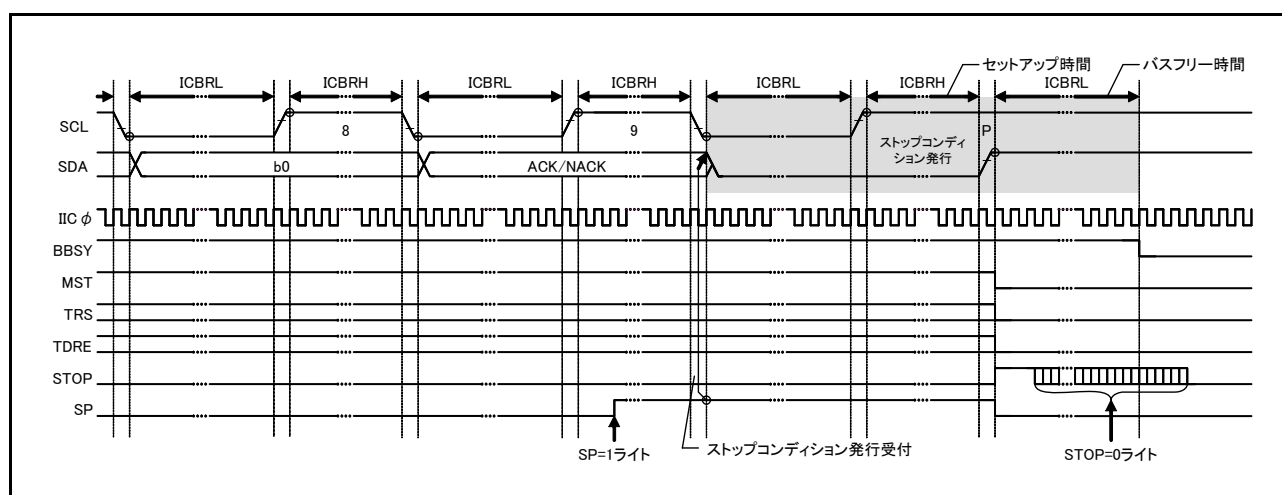 セットアップ時間
バスフリー時間
ICBRL ICBRH ICBRL ICBRH ICBRL ICBRH ICBRL
SCL 8 9 P
ストップコンディ
ション発行
SDA b0 ACK/NACK
IIC φ
BBSY
MST
TRS
TDRE
STOP
SP
SP=1ライト
ストップコンディション発行受付
STOP=0ライト